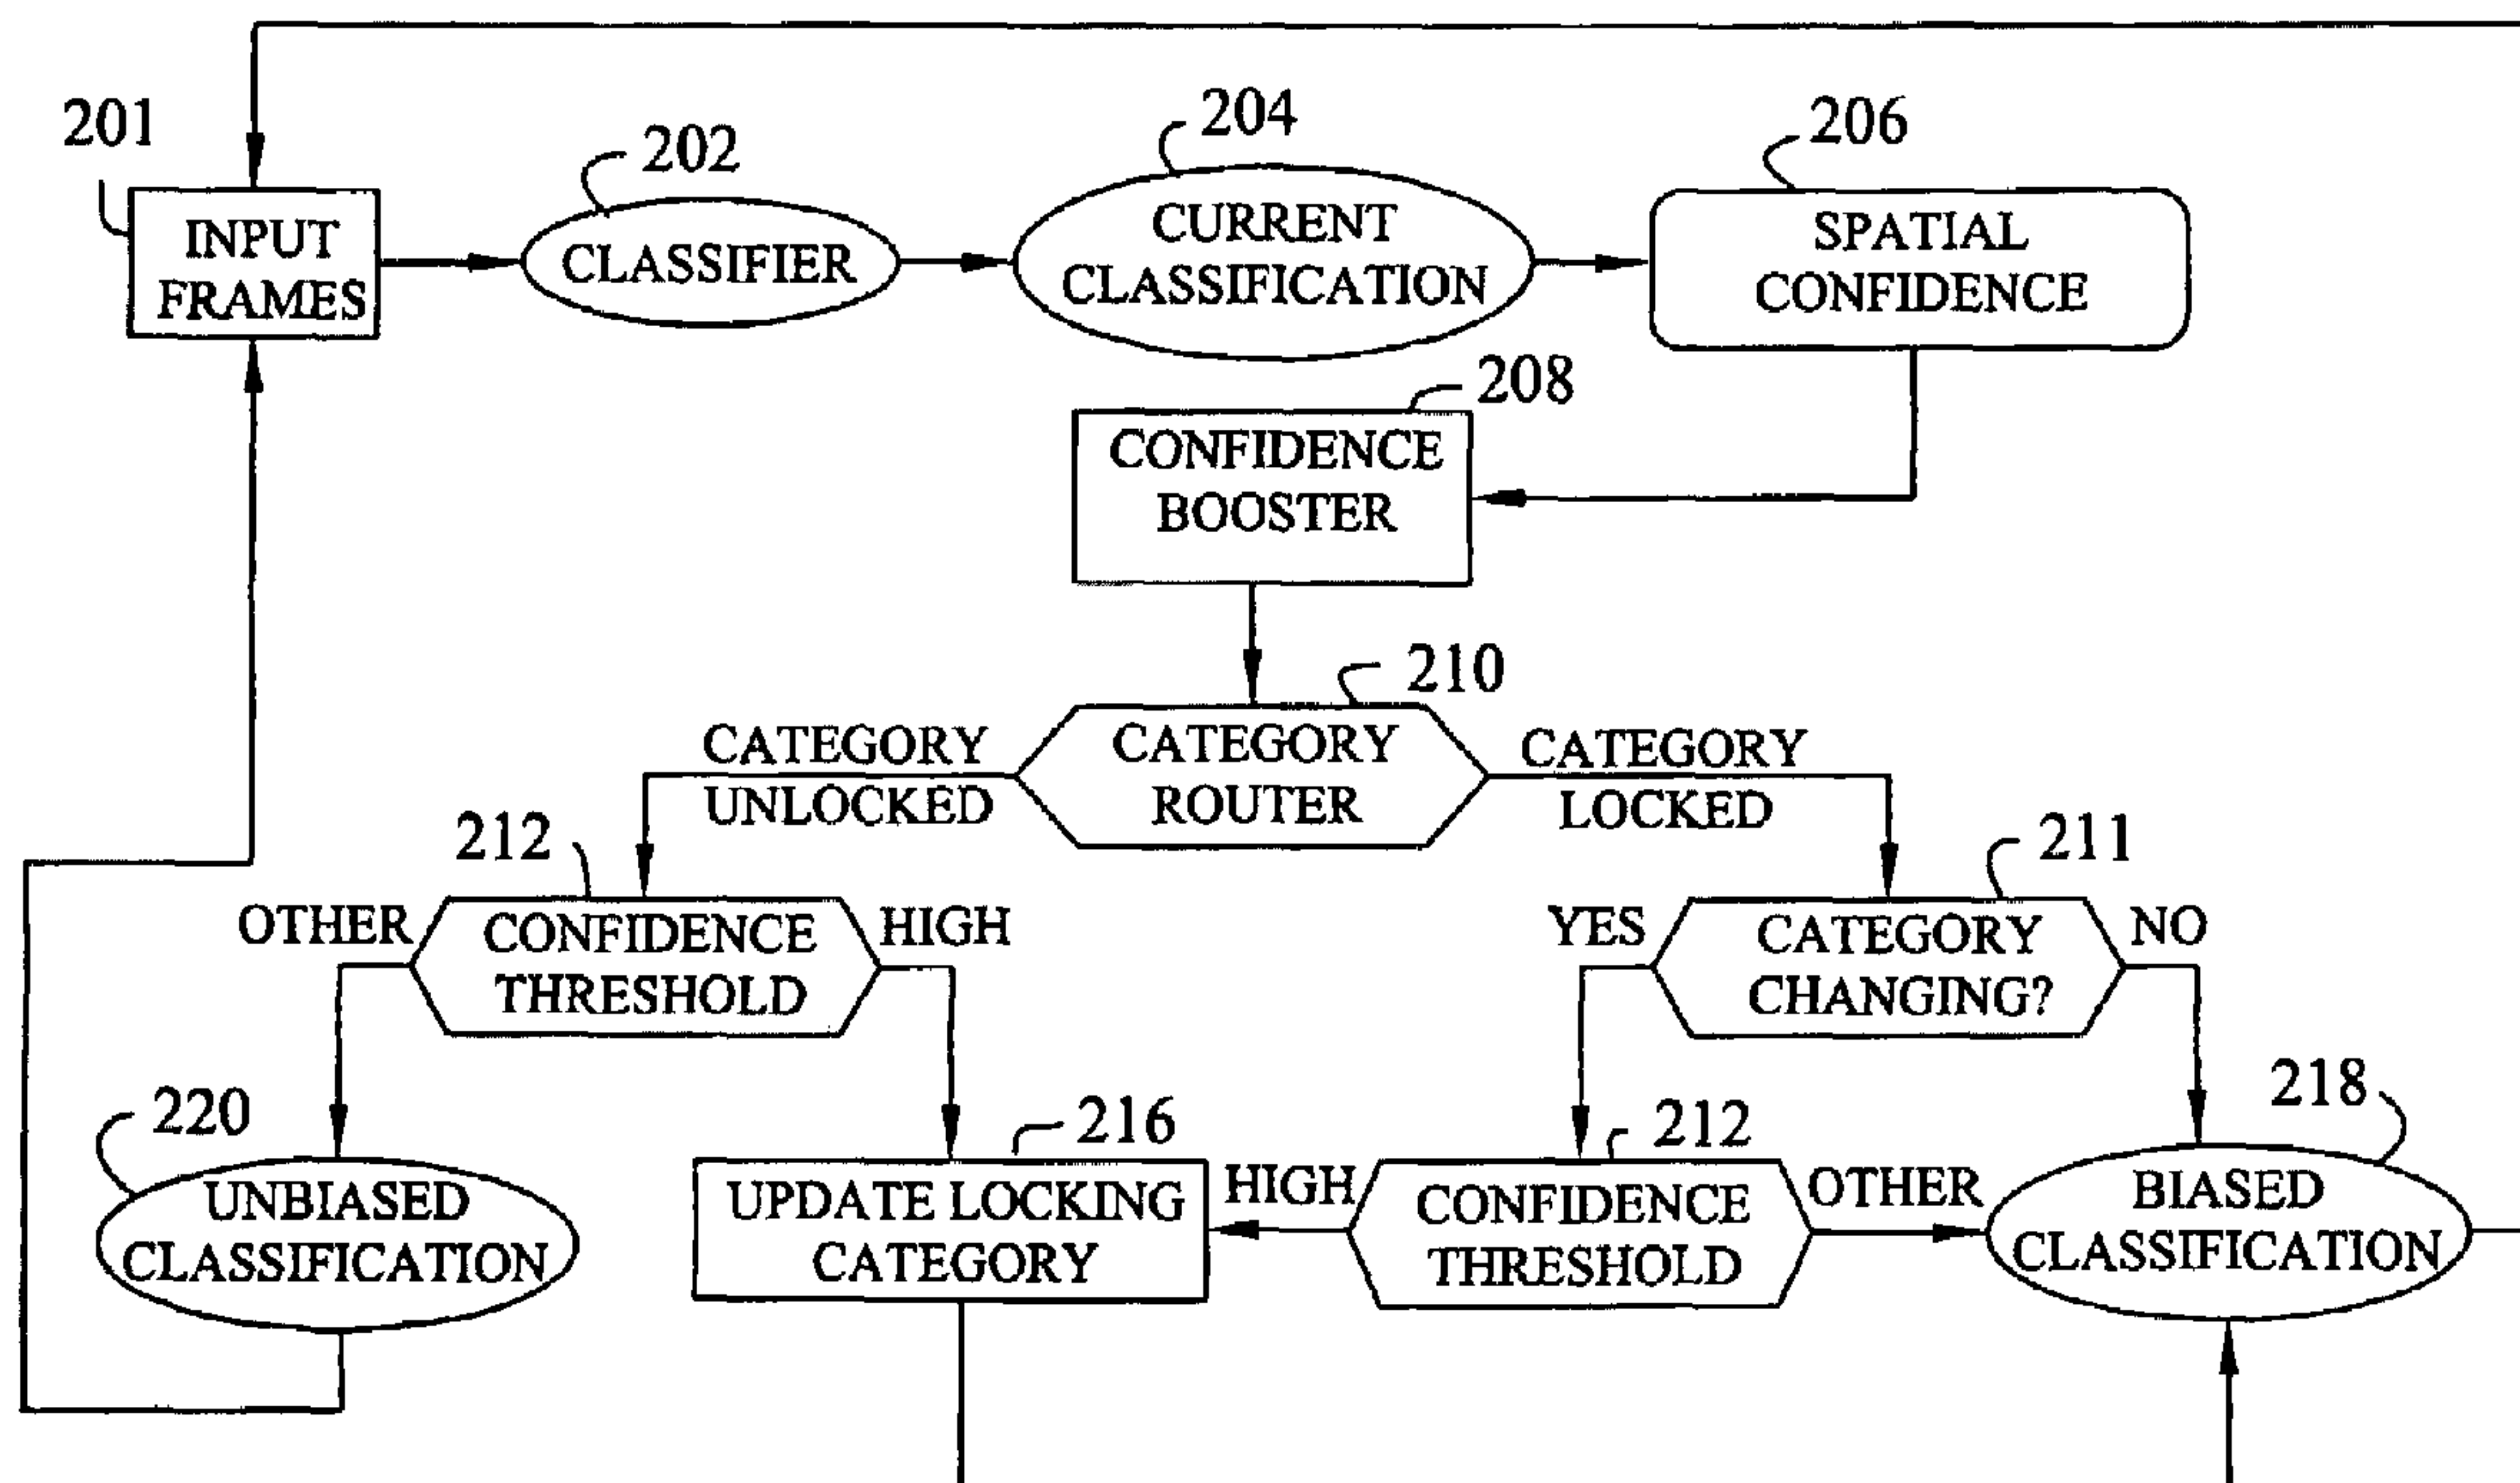 201
202
204
206
INPUT
FRAMES
CLASSIFIER
CURRENT
CLASSIFICATION
SPATIAL
CONFIDENCE
208
CONFIDENCE
BOOSTER
210
CATEGORY
UNLOCKED
CATEGORY
ROUTER
CATEGORY
LOCKED
212
211
OTHER
CONFIDENCE
THRESHOLD
HIGH
YES
CATEGORY
CHANGING?
NO
220
216
212
218
UNBIASED
CLASSIFICATION
UPDATE LOCKING
CATEGORY
HIGH
CONFIDENCE
THRESHOLD
OTHER
BIASED
CLASSIFICATION